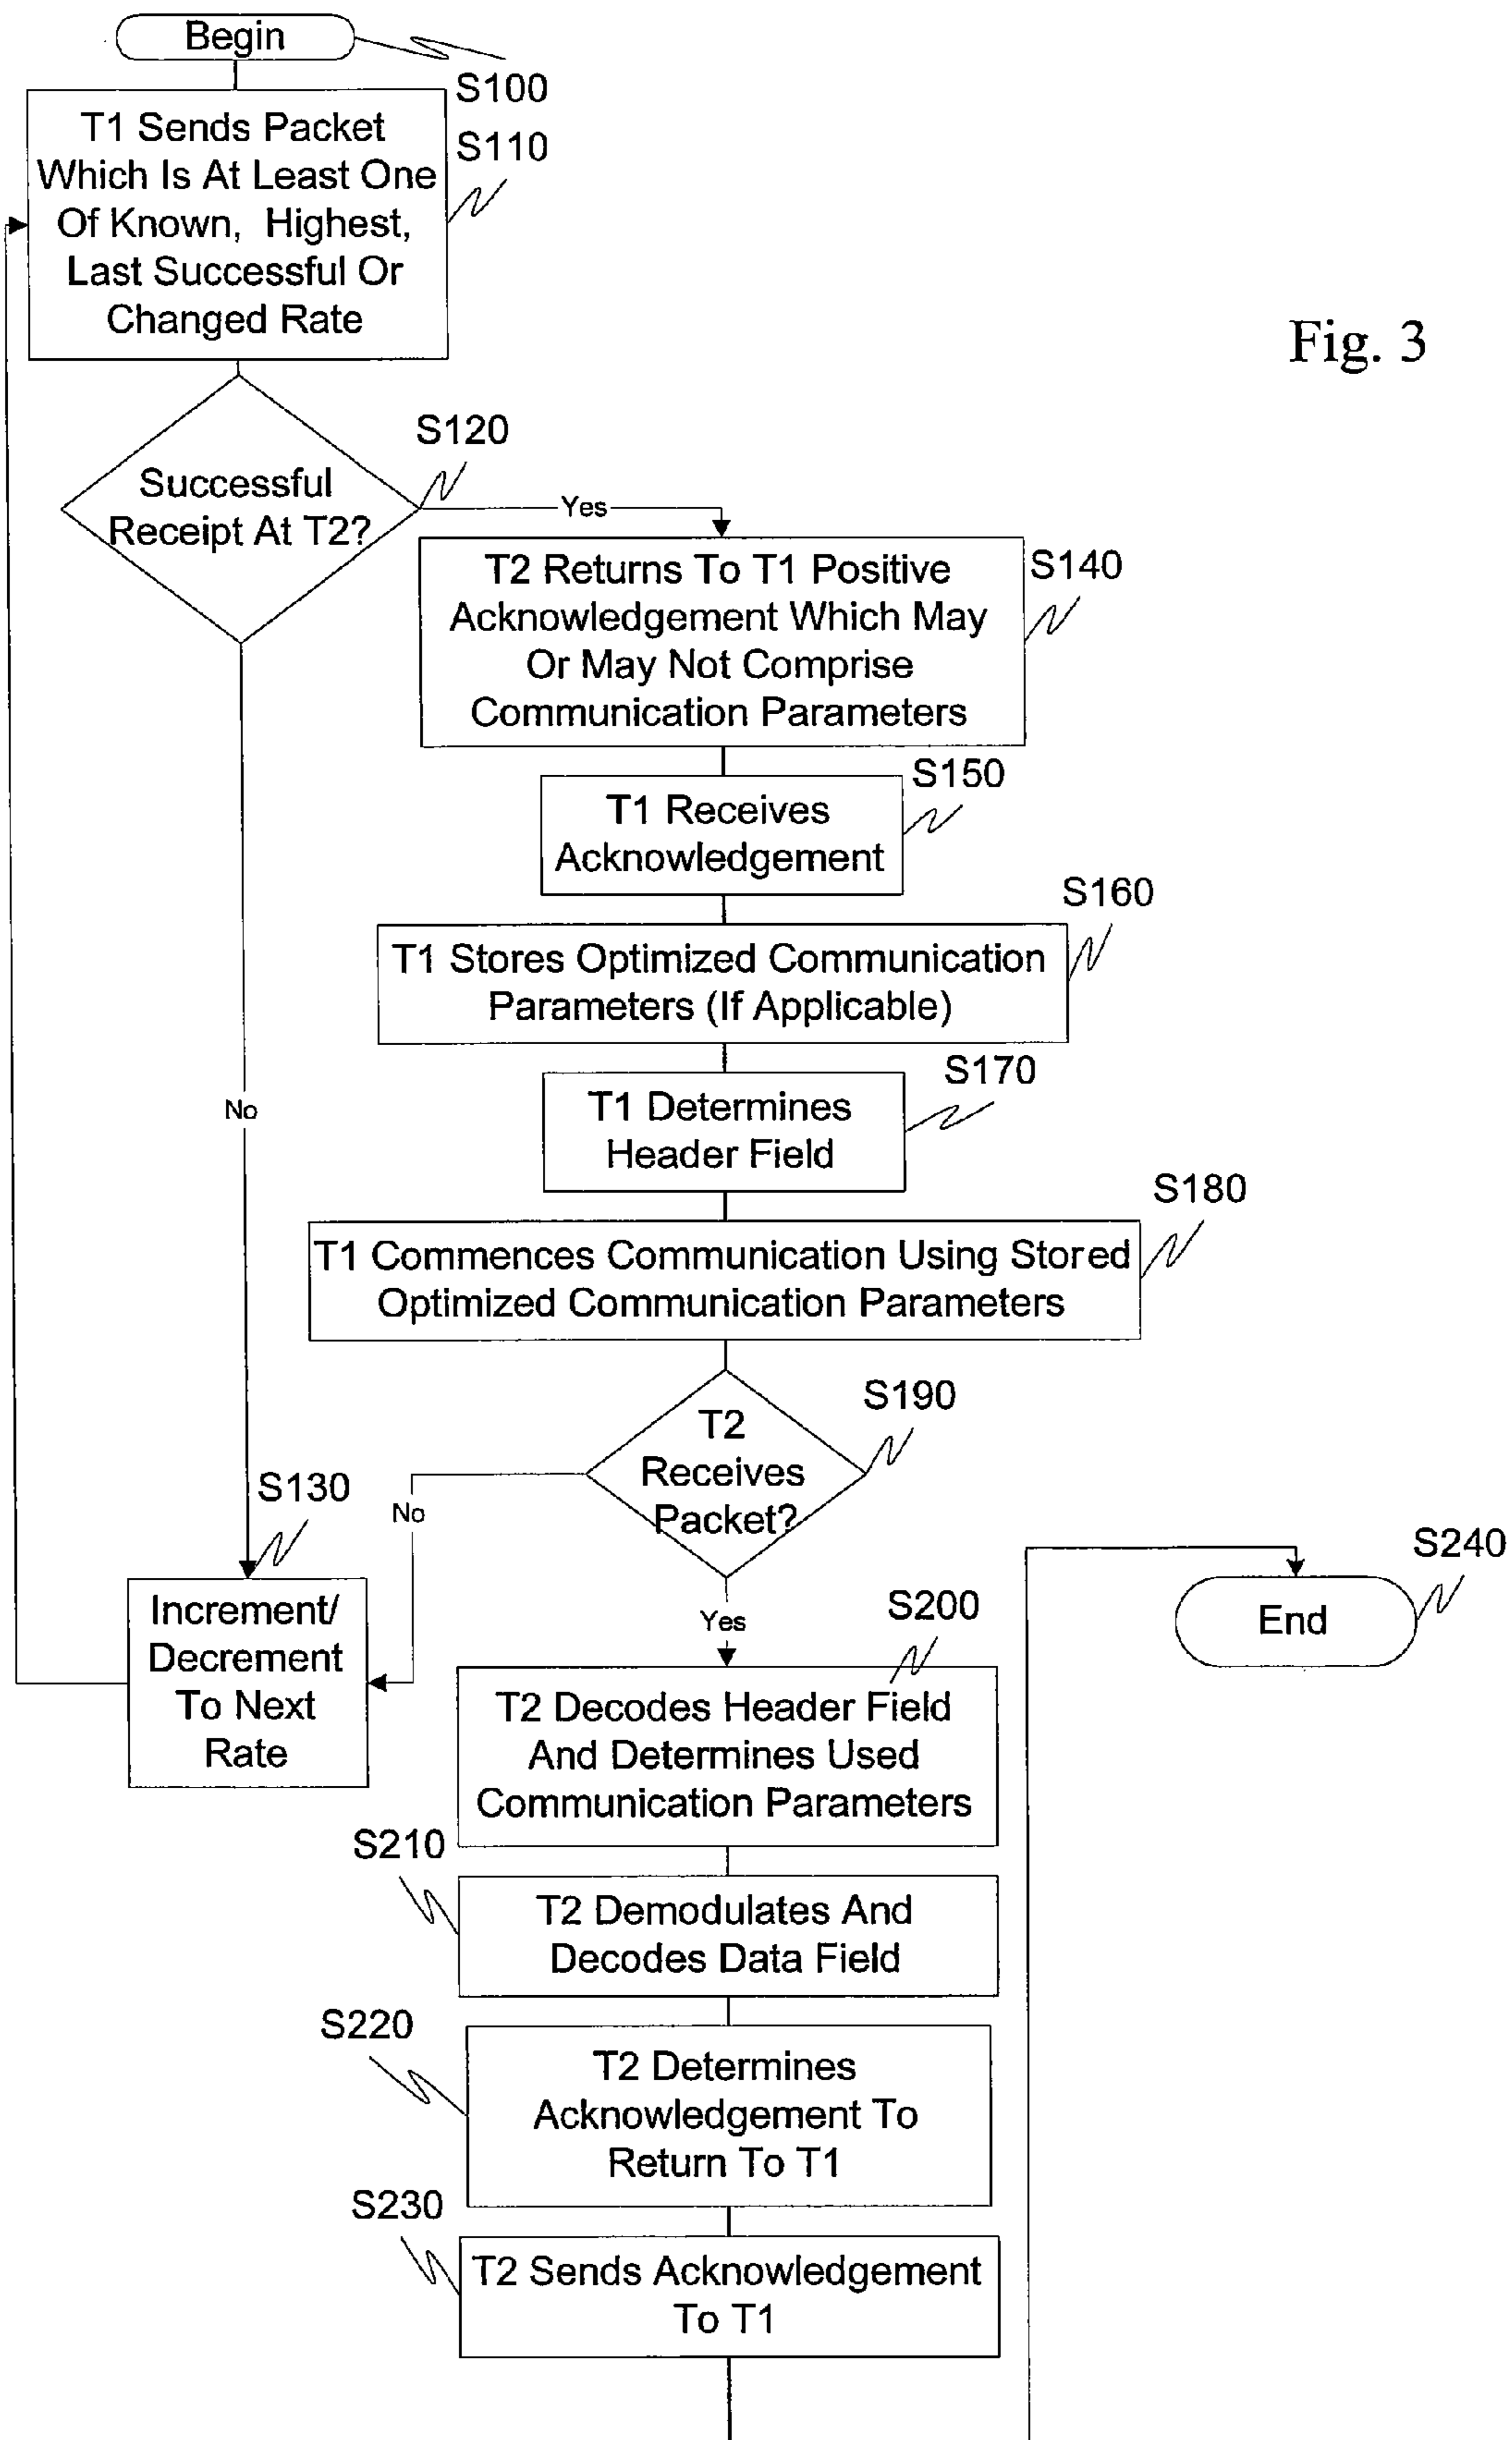 Begin
S100
T1 Sends Packet
Which Is At Least One
Of Known, Highest,
Last Successful Or
Changed Rate
S110
Fig. 3
Successful
Receipt At T2?
S120
Yes
No
T2 Returns To T1 Positive
Acknowledgement Which May
Or May Not Comprise
Communication Parameters
S140
T1 Receives
Acknowledgement
S150
T1 Stores Optimized Communication
Parameters (If Applicable)
S160
T1 Determines
Header Field
S170
T1 Commences Communication Using Stored
Optimized Communication Parameters
S180
T2
Receives
Packet?
S190
No
Yes
S130
Increment/
Decrement
To Next
Rate
S240
End
S200
T2 Decodes Header Field
And Determines Used
Communication Parameters
S210
T2 Demodulates And
Decodes Data Field
S220
T2 Determines
Acknowledgement To
Return To T1
S230
T2 Sends Acknowledgement
To T1